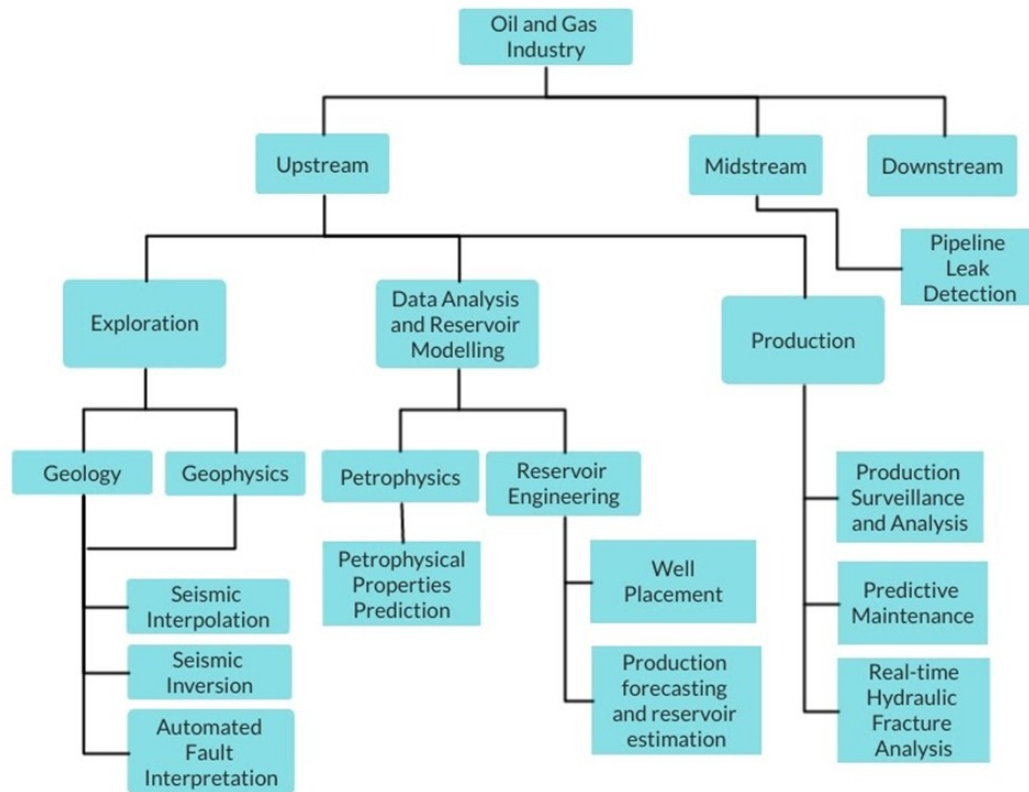 Oil and Gas
Industry
Upstream
Midstream
Downstream
Pipeline
Leak
Detection
Exploration
Data Analysis
and Reservoir
Modelling
Production
Geology
Geophysics
Petrophysics
Reservoir
Engineering
Production
Surveillance
and Analysis
Petrophysical
Properties
Prediction
Well
Placement
Predictive
Maintenance
Seismic
Interpolation
Seismic
Inversion
Production
forecasting
and reservoir
estimation
Real-time
Hydraulic
Fracture
Analysis
Automated
Fault
Interpretation